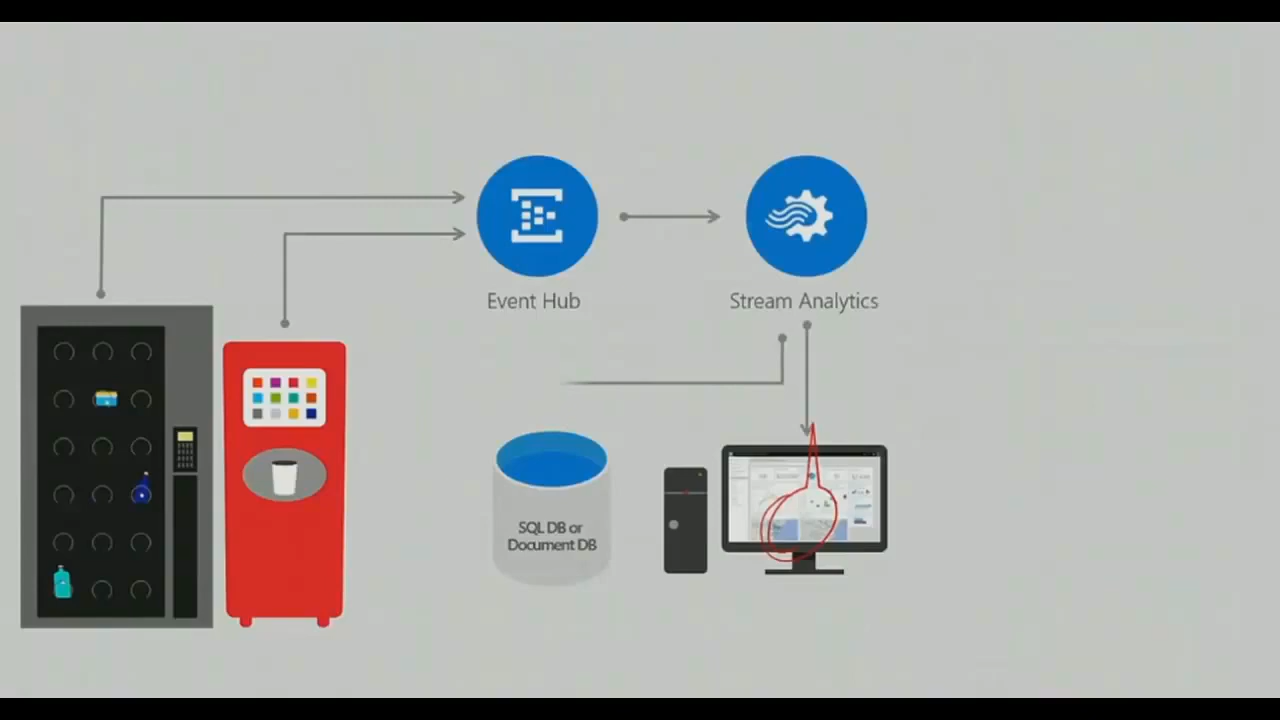 Event Hub
Stream Analytics
SQL DB or
Document DB